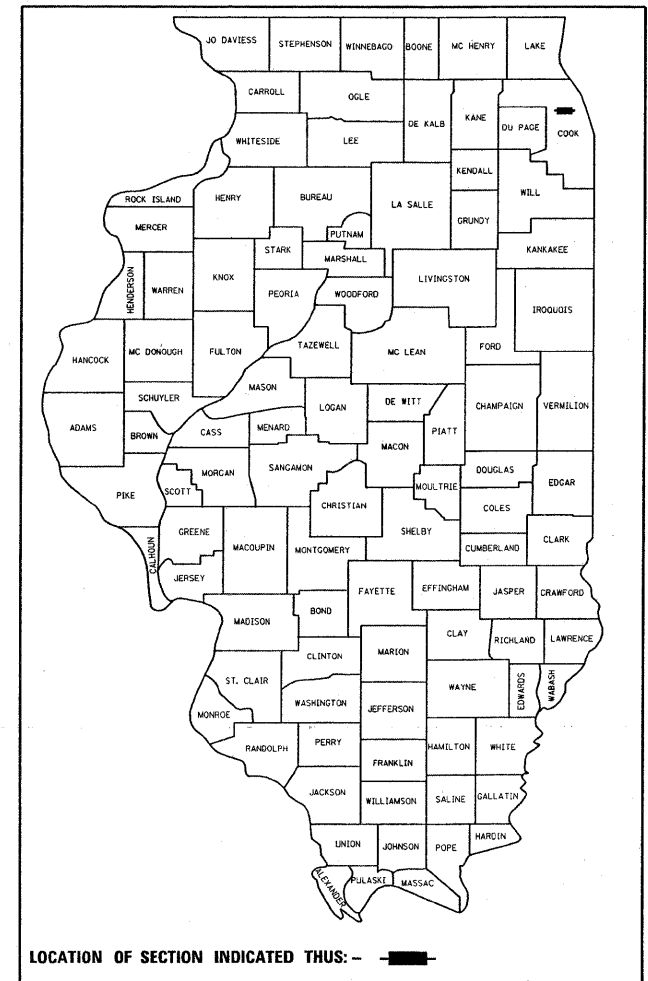 JO DAVIESS
STEPHENSON
WINNEBAGO
BOONE
MC HENRY
LAKE
CARROLL
OGLE
DE KALB
KANE
DU PAGE
COOK
WHITESIDE
LEE
KENDALL
WILL
ROCK ISLAND
HENRY
BUREAU
LA SALLE
GRUNDY
MERCER
PUTNAM
STARK
MARSHALL
KANKAKEE
HENDERSON
WARREN
KNOX
PEORIA
WOODFORD
LIVINGSTON
IROQUOIS
HANCOCK
MC DONOUGH
FULTON
TAZEWELL
MC LEAN
FORD
MASON
SCHUYLER
LOGAN
DE WITT
CHAMPAIGN
VERMILION
ADAMS
BROWN
CASS
MENARD
MACON
PIATT
PIKE
SCOTT
MORGAN
SANGAMON
CHRISTIAN
MOULTRIE
DOUGLAS
EDGAR
COLES
GREENE
MACOUPIN
MONTGOMERY
SHELBY
CUMBERLAND
CLARK
CALHOUN
JERSEY
FAYETTE
EFFINGHAM
JASPER
CRAWFORD
MADISON
BOND
CLAY
RICHLAND
LAWRENCE
CLINTON
MARION
ST. CLAIR
WAYNE
EDWARDS
WABASH
MONROE
WASHINGTON
JEFFERSON
RANDOLPH
PERRY
HAMILTON
WHITE
FRANKLIN
JACKSON
WILLIAMSON
SALINE
GALLATIN
UNION
JOHNSON
POPE
HARDIN
ALEXANDER
PULASKI
MASSAC
LOCATION OF SECTION INDICATED THUS: -